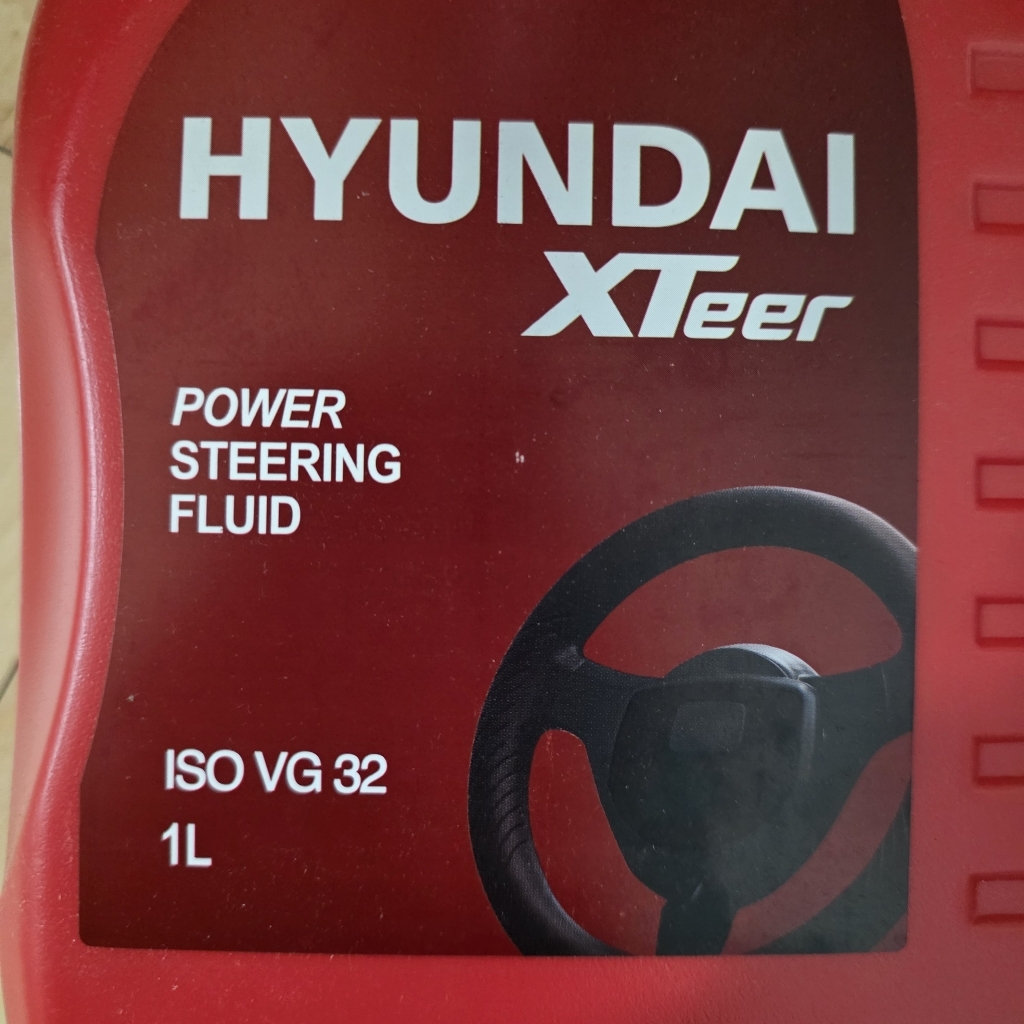 HYUNDAI
XTeer
POWER
STEERING
FLUID
ISO VG 32
1L